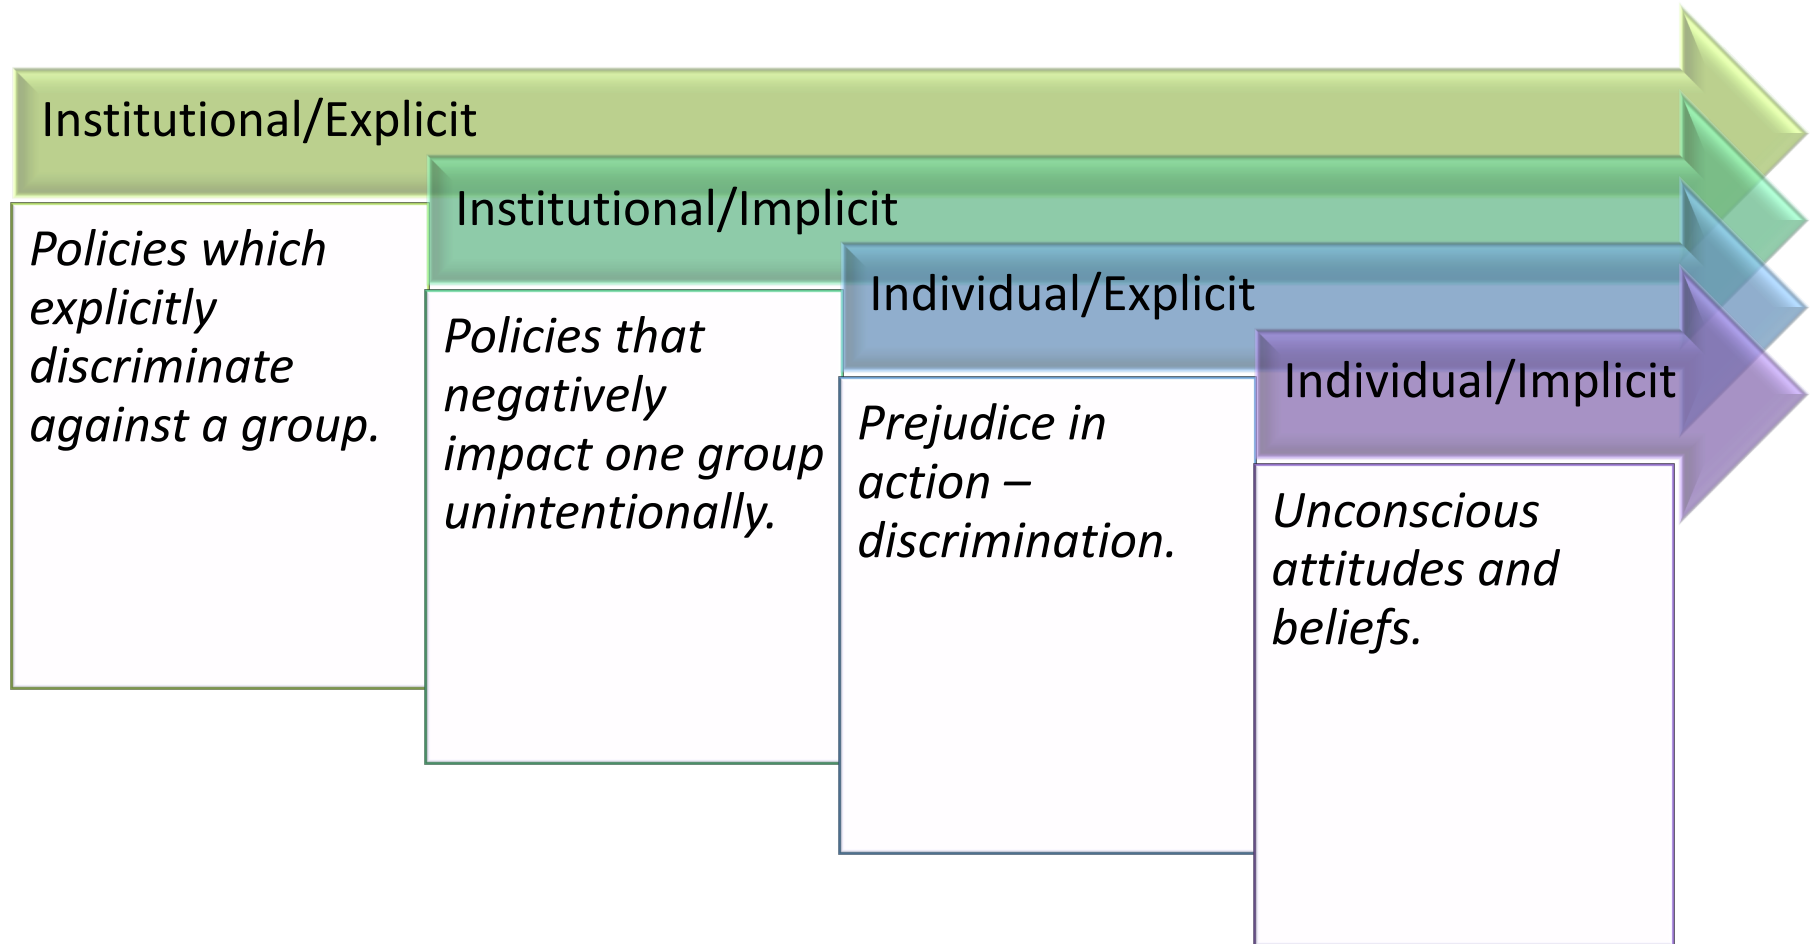 Institutional/Explicit
Policies which
explicitly
discriminate
against a group.
Institutional/Implicit
Policies that
negatively
impact one group
unintentionally.
Individual/Explicit
Prejudice in
action –
discrimination.
Individual/Implicit
Unconscious
attitudes and
beliefs.